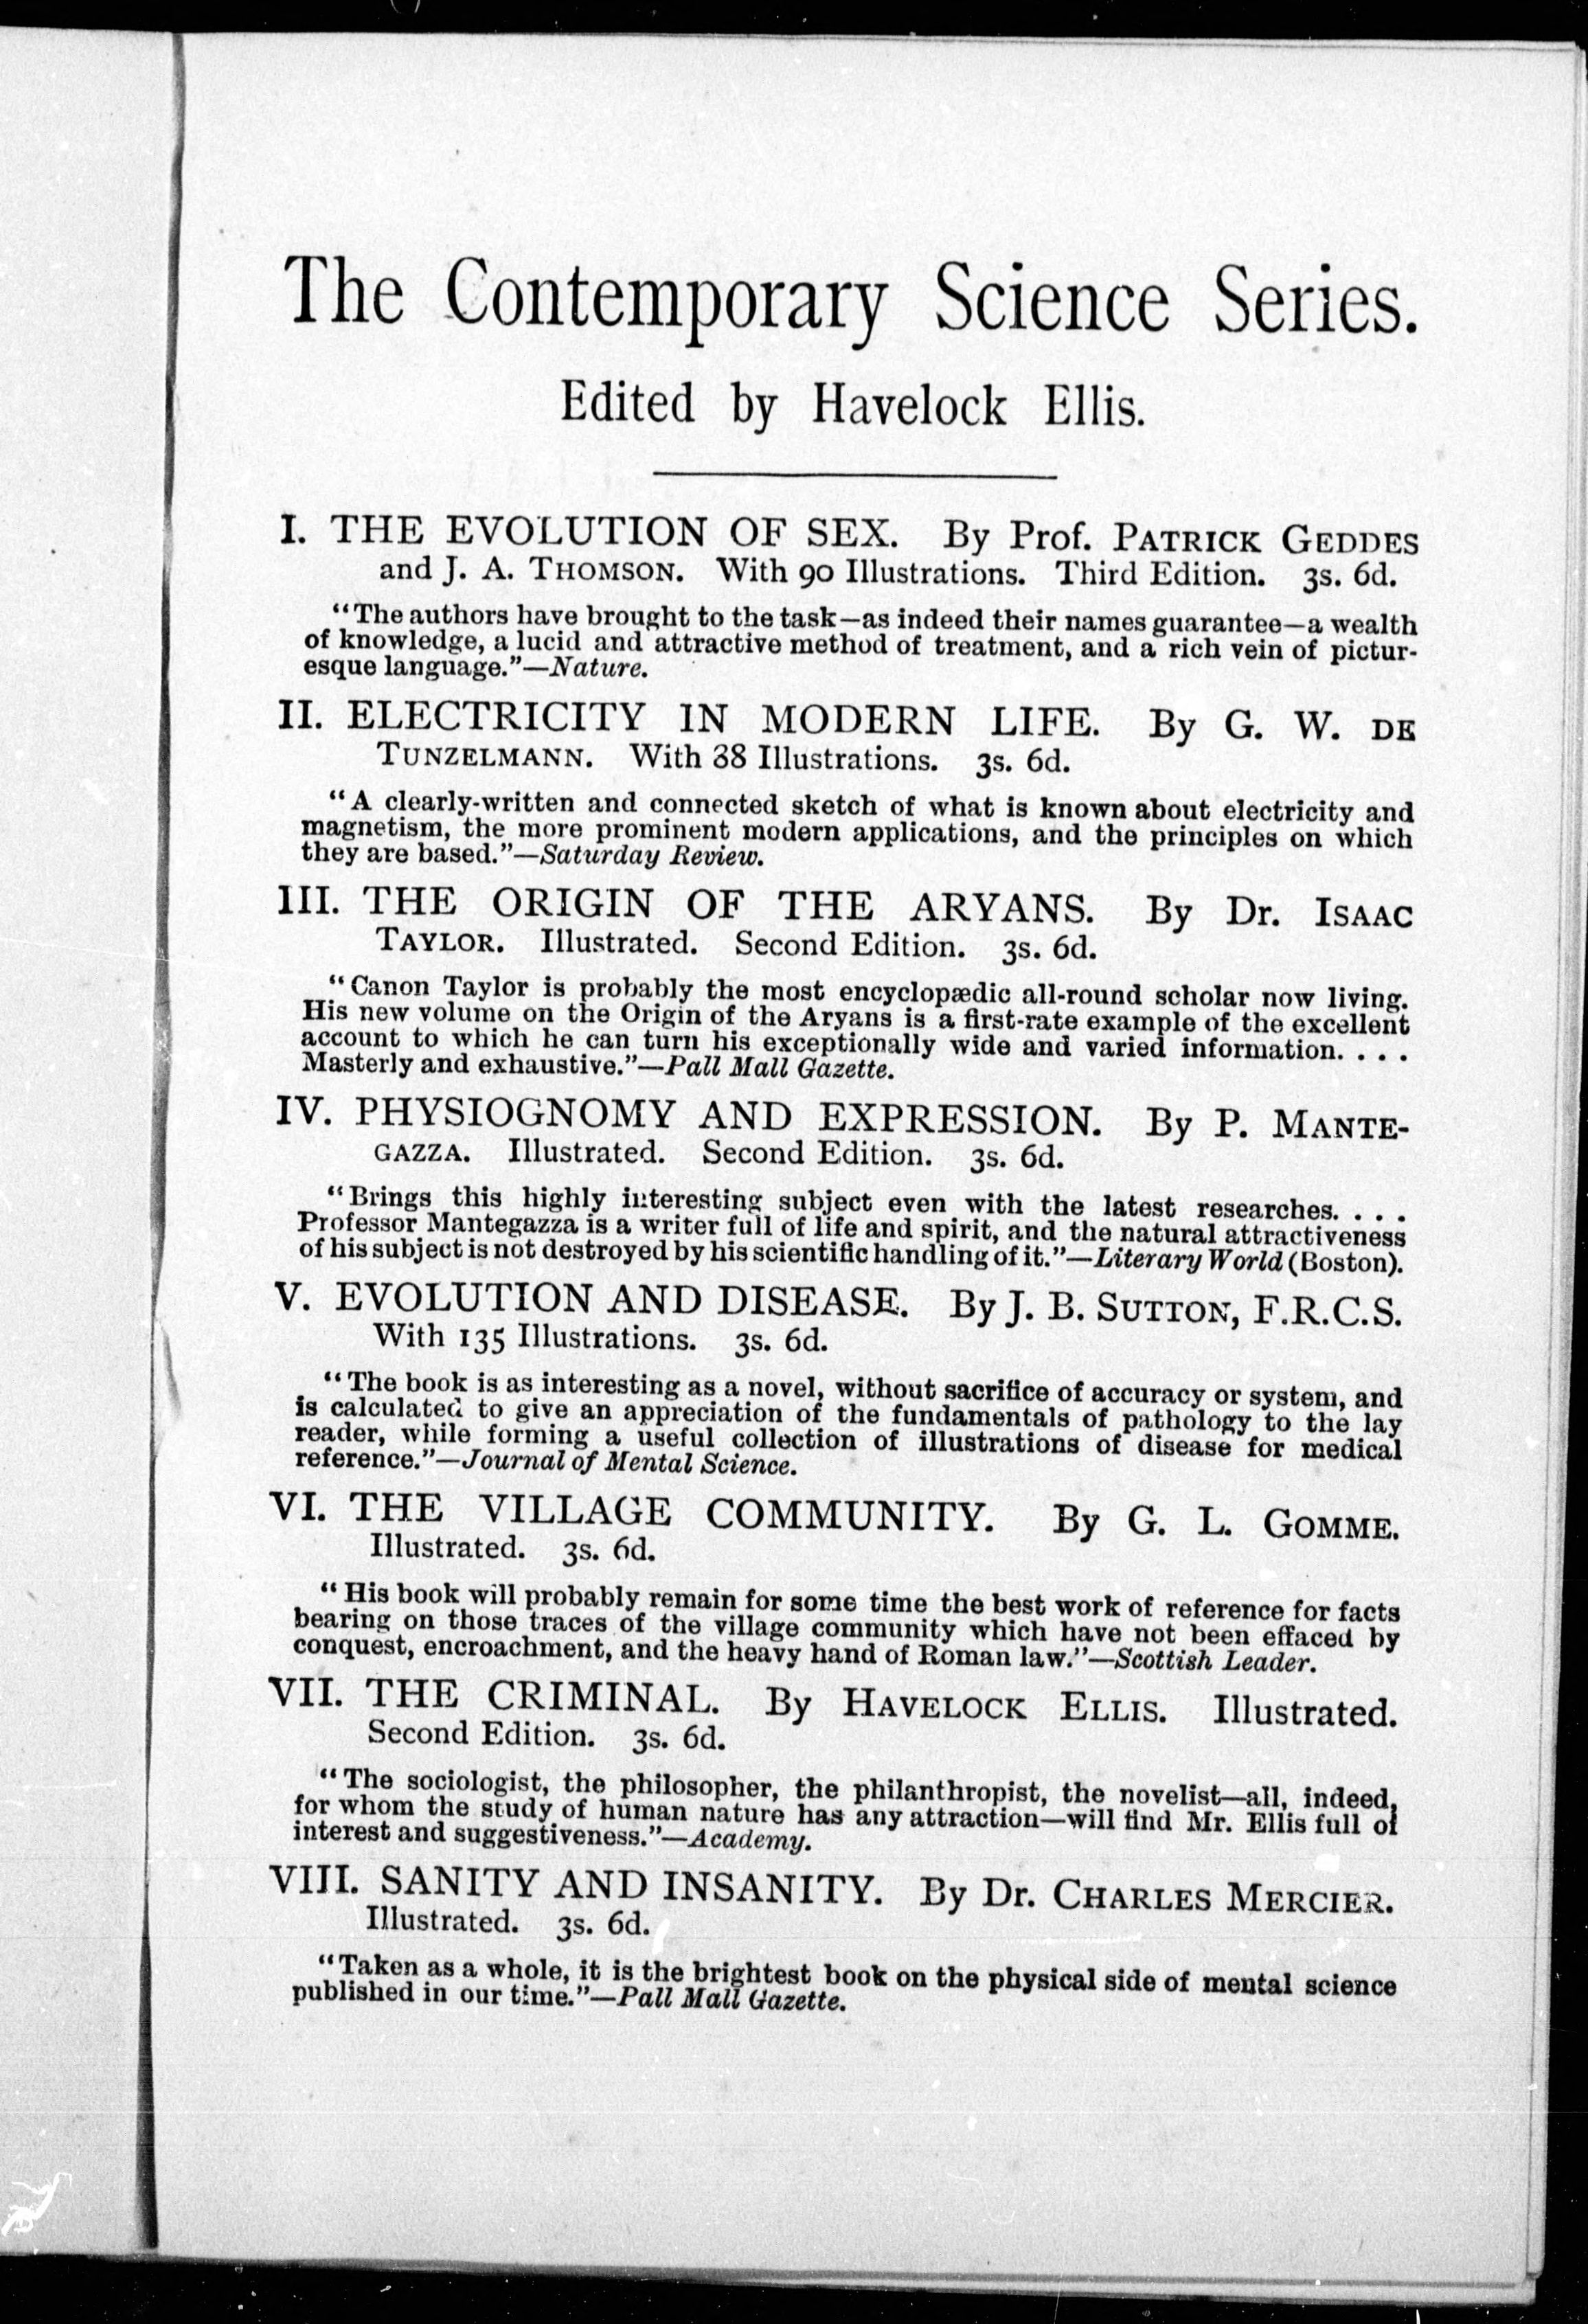 The Contemporary Science Series.
Edited by Havelock Ellis.
I. THE EVOLUTION OF SEX. By Prof. PATRICK GEDDES
and J. A. THOMSON. With 90 Illustrations. Third Edition. 3s. 6d.
“The authors have brought to the task—as indeed their names guarantee—a wealth
of knowledge, a lucid and attractive method of treatment, and a rich vein of pictur-
esque language.”—Nature.
II. ELECTRICITY IN MODERN LIFE. By G. W. DE
TUNZELMANN. With 38 Illustrations. 3s. 6d.
“A clearly-written and connected sketch of what is known about electricity and
magnetism, the more prominent modern applications, and the principles on which
they are based.”—Saturday Review.
III. THE ORIGIN OF THE ARYANS. By Dr. ISAAC
TAYLOR. Illustrated. Second Edition. 3s. 6d.
“Canon Taylor is probably the most encyclopædic all-round scholar now living.
His new volume on the Origin of the Aryans is a first-rate example of the excellent
account to which he can turn his exceptionally wide and varied information. . . .
Masterly and exhaustive.”—Pall Mall Gazette.
IV. PHYSIOGNOMY AND EXPRESSION. By P. MANTE-
GAZZA. Illustrated. Second Edition. 3s. 6d.
“Brings this highly interesting subject even with the latest researches. . . .
Professor Mantegazza is a writer full of life and spirit, and the natural attractiveness
of his subject is not destroyed by his scientific handling of it.”—Literary World (Boston).
V. EVOLUTION AND DISEASE. By J. B. SUTTON, F.R.C.S.
With 135 Illustrations. 3s. 6d.
“The book is as interesting as a novel, without sacrifice of accuracy or system, and
is calculated to give an appreciation of the fundamentals of pathology to the lay
reader, while forming a useful collection of illustrations of disease for medical
reference.”—Journal of Mental Science.
VI. THE VILLAGE COMMUNITY. By G. L. GOMME.
Illustrated. 3s. 6d.
“His book will probably remain for some time the best work of reference for facts
bearing on those traces of the village community which have not been effaced by
conquest, encroachment, and the heavy hand of Roman law.”—Scottish Leader.
VII. THE CRIMINAL. By HAVELOCK ELLIS. Illustrated.
Second Edition. 3s. 6d.
“The sociologist, the philosopher, the philanthropist, the novelist—all, indeed,
for whom the study of human nature has any attraction—will find Mr. Ellis full of
interest and suggestiveness.”—Academy.
VIII. SANITY AND INSANITY. By Dr. CHARLES MERCIER.
Illustrated. 3s. 6d.
“Taken as a whole, it is the brightest book on the physical side of mental science
published in our time.”—Pall Mall Gazette.